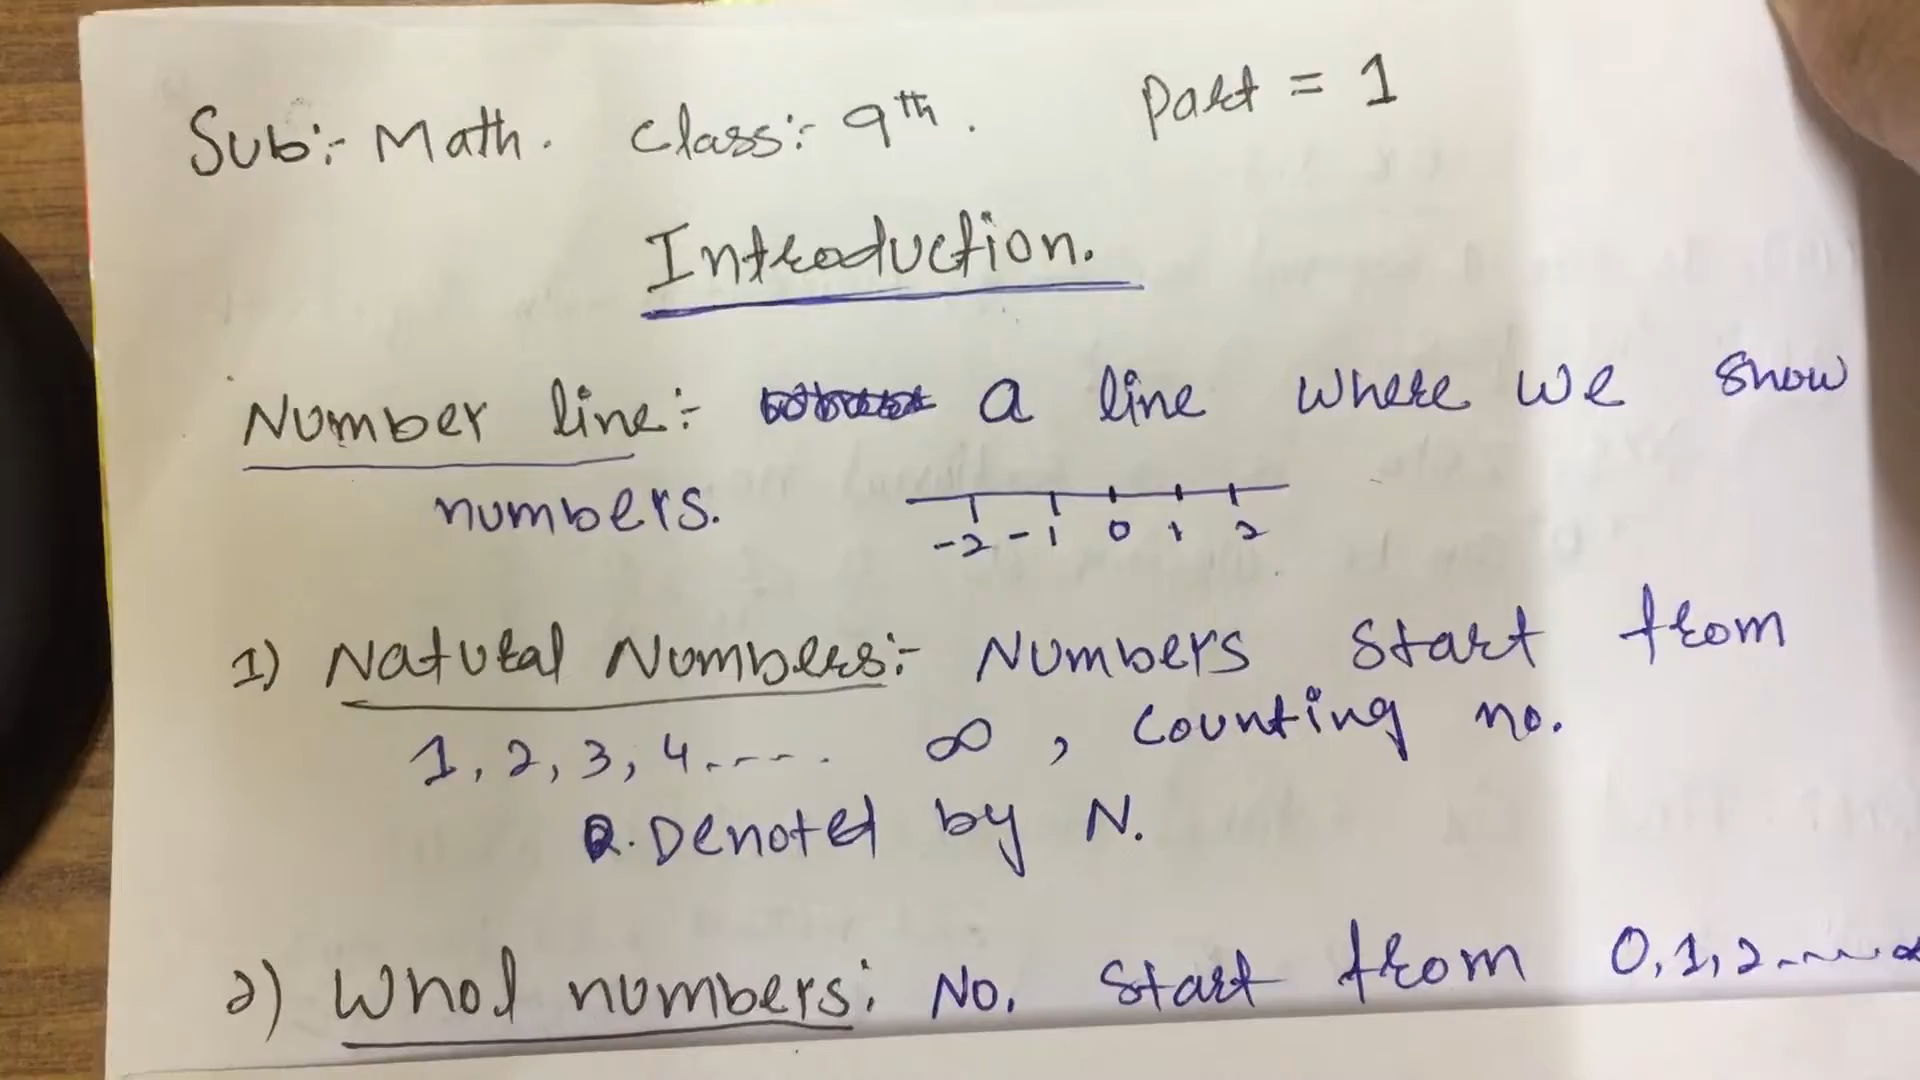 Sub:- Math. Class:- 9th. Part = 1
Introduction.
Number line:- a line where we show
numbers.
-2 -1 0 1 2
1) Natural Numbers:- Numbers start from
1, 2, 3, 4..... ∞, counting no.
Denoted by N.
2) Whol numbers: No. start from 0,1,2.....∞